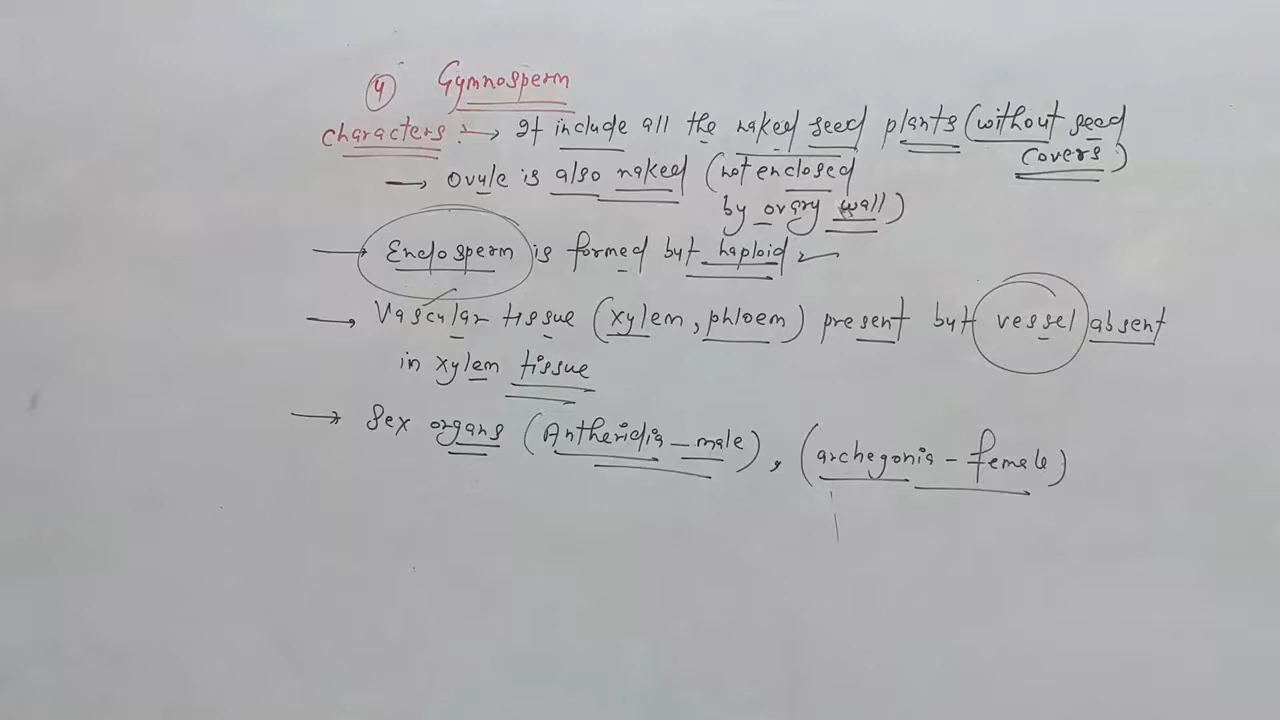 4 Gymnosperm
characters :→ It include all the naked seed plants (without seed
covers)
→ Ovule is also naked (not enclosed
by ovary wall)
→ Endosperm is formed but haploid
→ Vascular tissue (xylem, phloem) present but vessel absent
in xylem tissue
→ Sex organs (Antheridia - male), (archegonia - female)